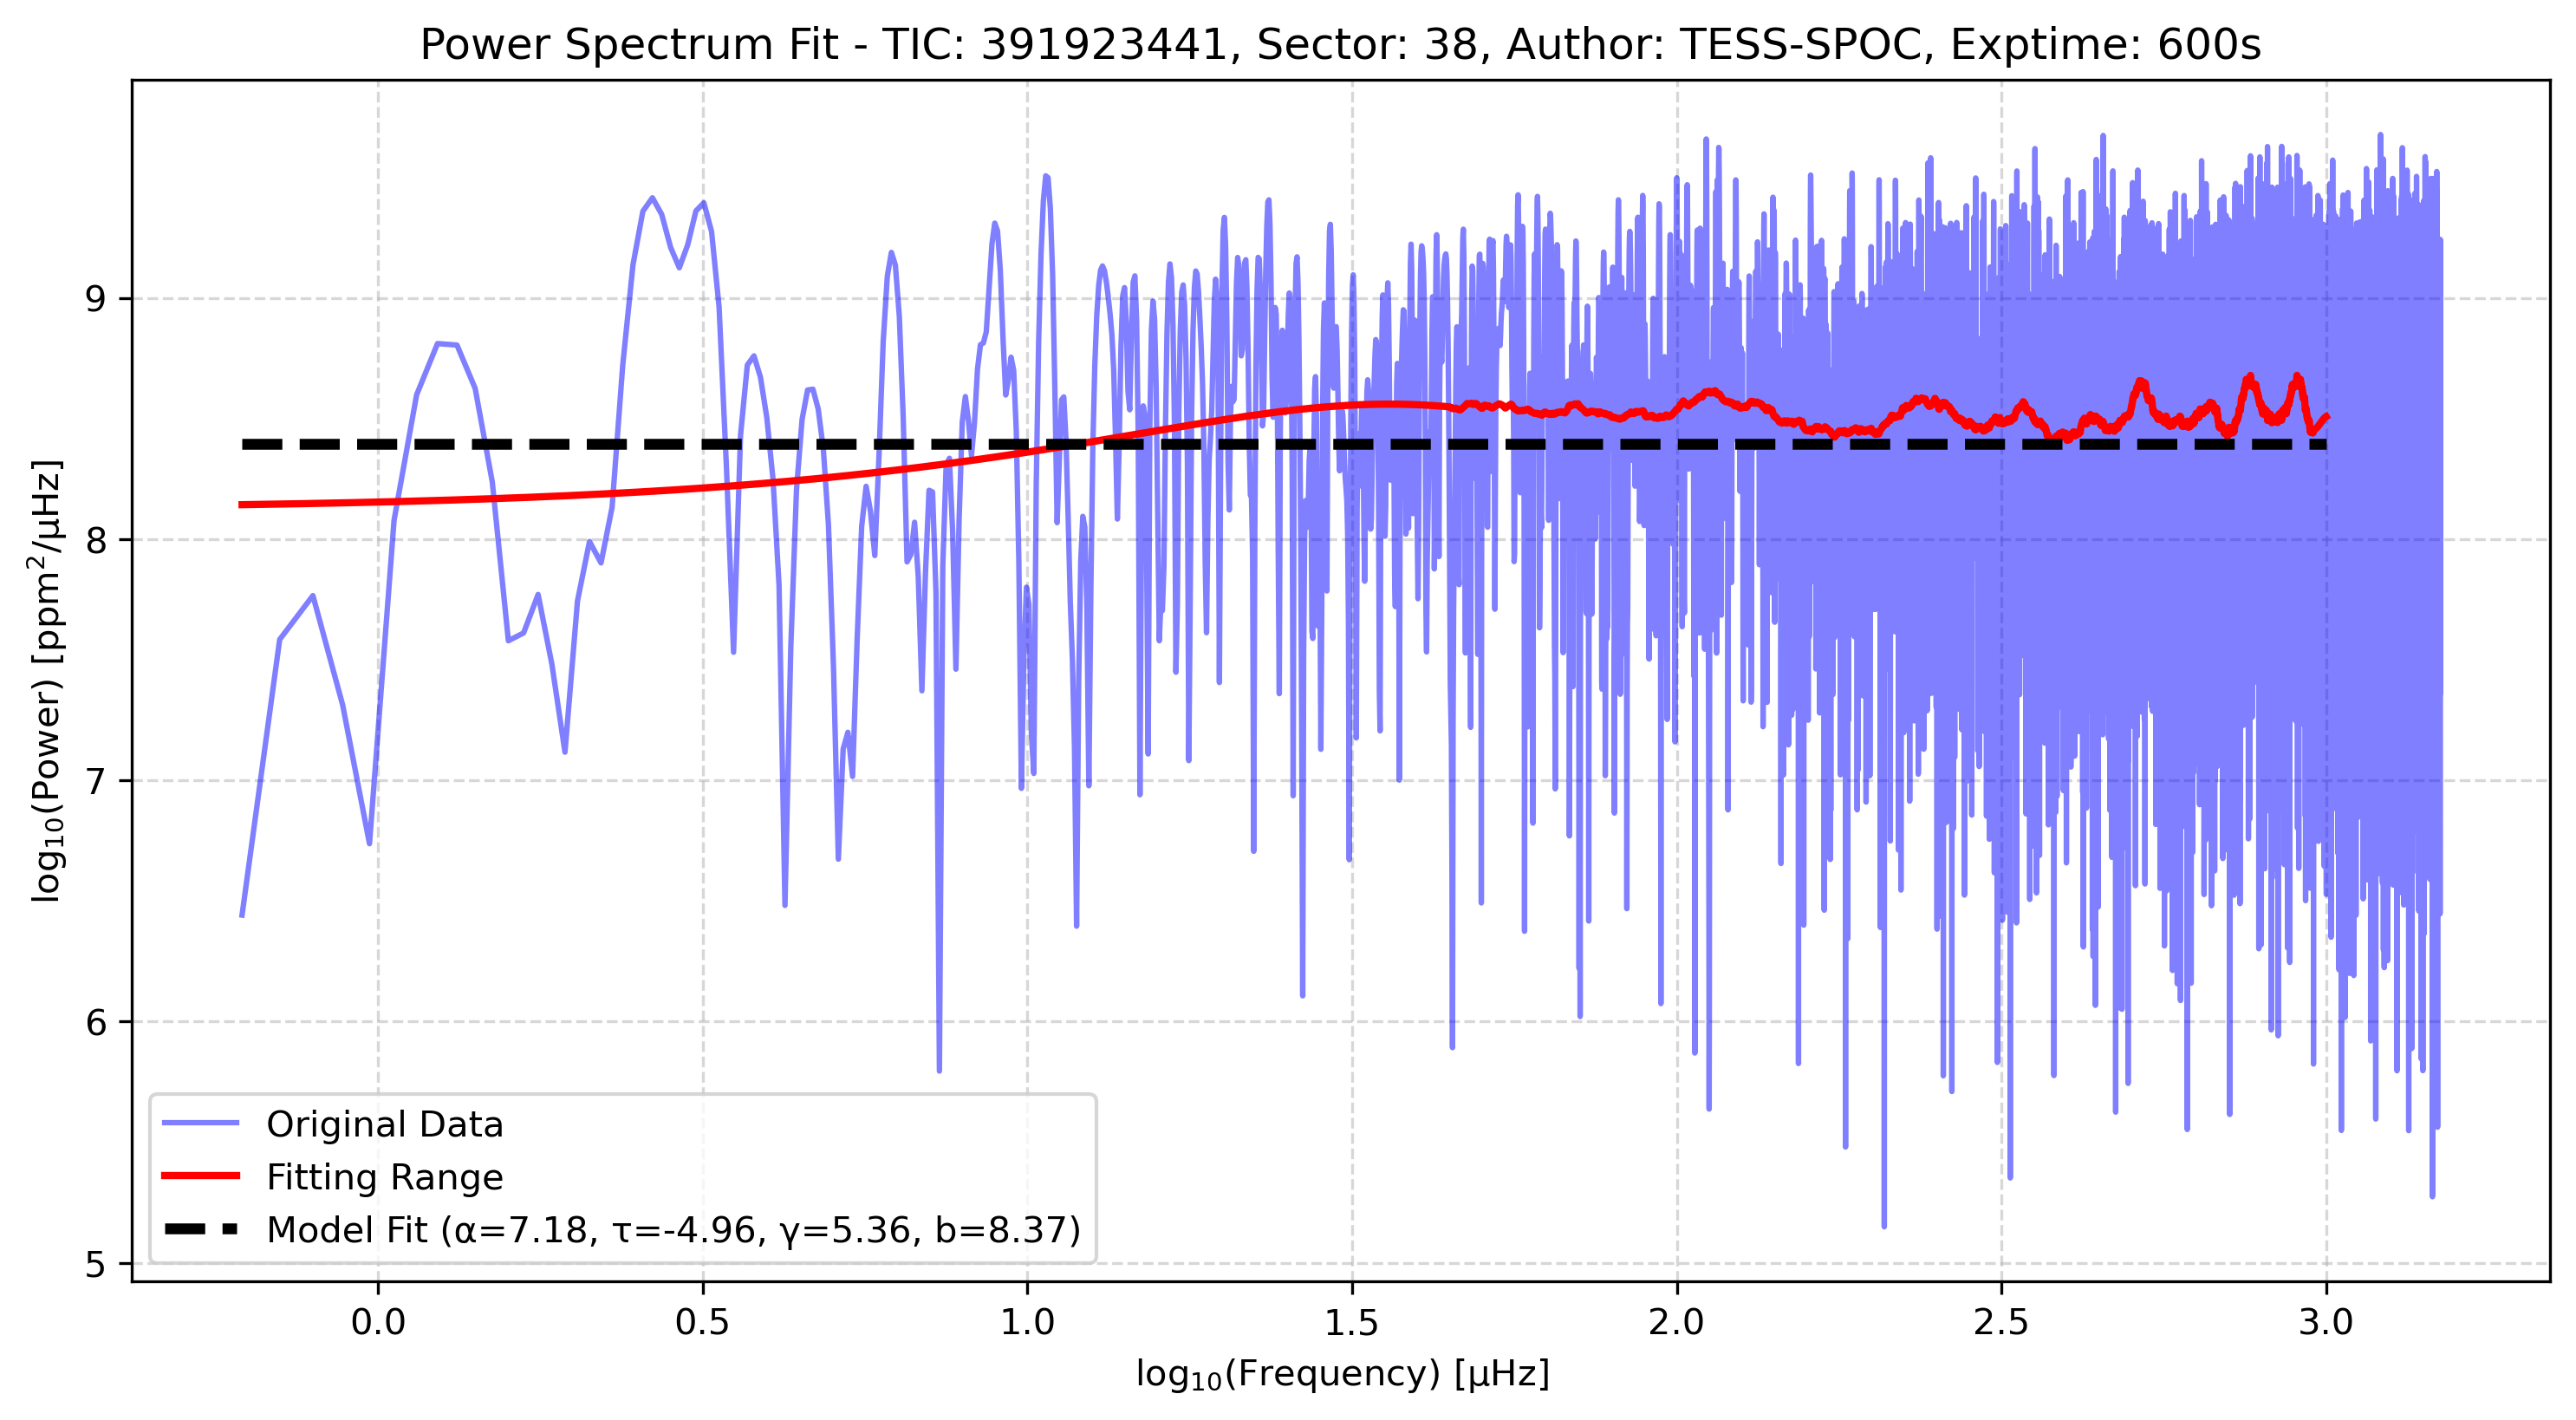 Power Spectrum Fit - TIC: 391923441, Sector: 38, Author: TESS-SPOC, Exptime: 600s
log₁₀(Power) [ppm²/μHz]
9
8
7
6
5
Original Data
Fitting Range
Model Fit (α=7.18, τ=-4.96, γ=5.36, b=8.37)
0.0 0.5 1.0 1.5 2.0 2.5 3.0
log₁₀(Frequency) [μHz]